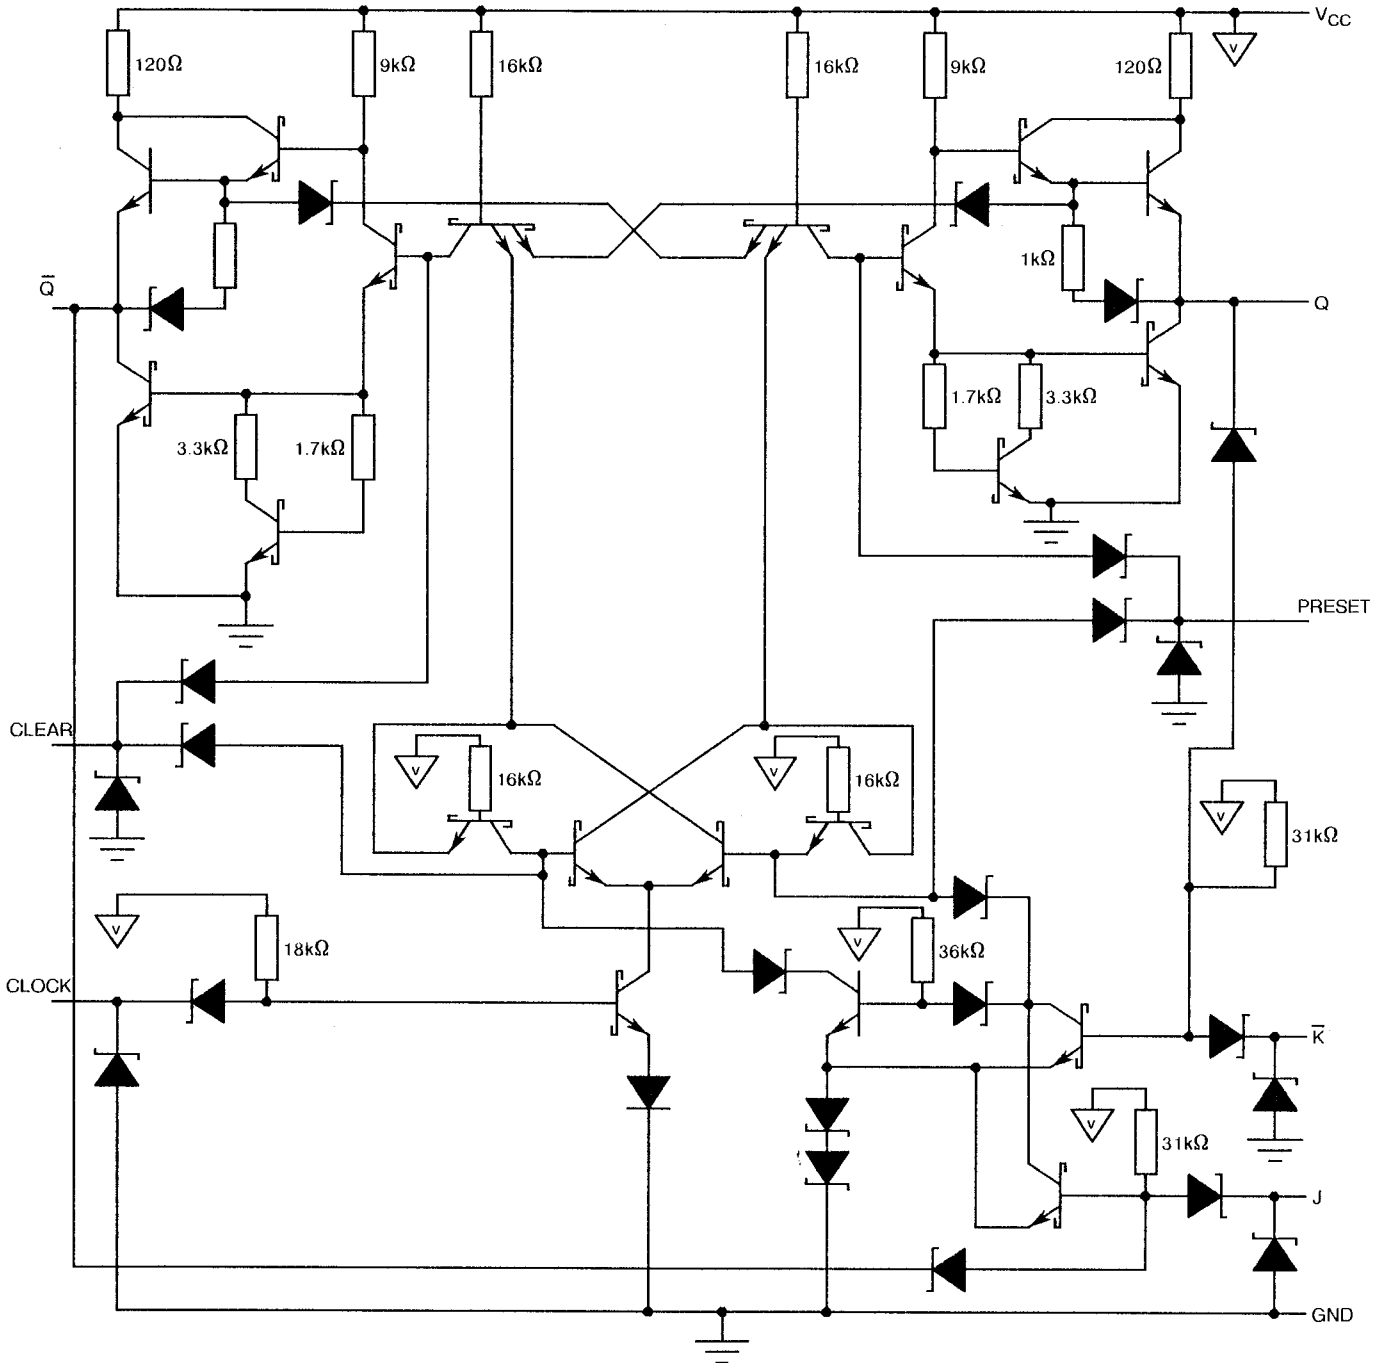 VCC
V
120Ω
9kΩ
16kΩ
16kΩ
9kΩ
120Ω
1kΩ
Q̅
Q
1.7kΩ
3.3kΩ
3.3kΩ
1.7kΩ
PRESET
CLEAR
V
16kΩ
V
16kΩ
V
31kΩ
V
18kΩ
V
36kΩ
CLOCK
K̅
V
31kΩ
J
GND